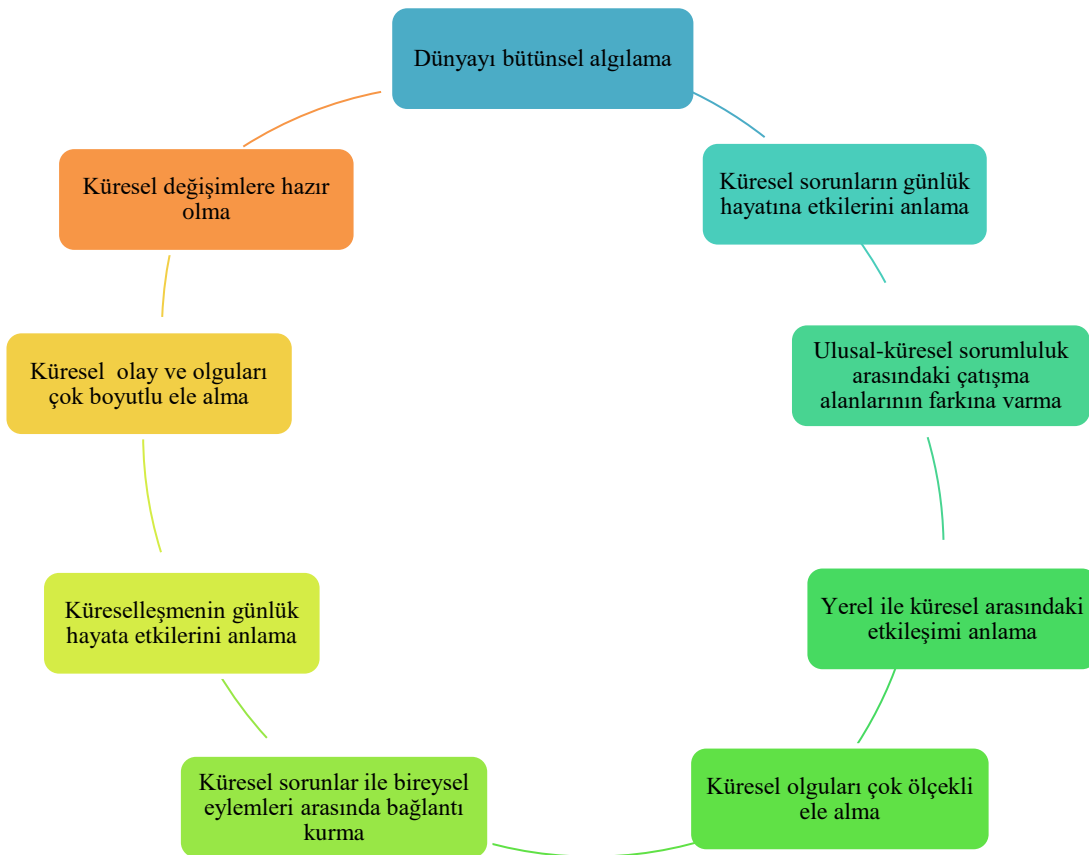 Dünyayı bütünsel algılama
Küresel sorunların günlük
hayatına etkilerini anlama
Ulusal-küresel sorumluluk
arasındaki çatışma
alanlarının farkına varma
Yerel ile küresel arasındaki
etkileşimi anlama
Küresel olguları çok ölçekli
ele alma
Küresel sorunlar ile bireysel
eylemleri arasında bağlantı
kurma
Küreselleşmenin günlük
hayata etkilerini anlama
Küresel  olay ve olguları
çok boyutlu ele alma
Küresel değişimlere hazır
olma